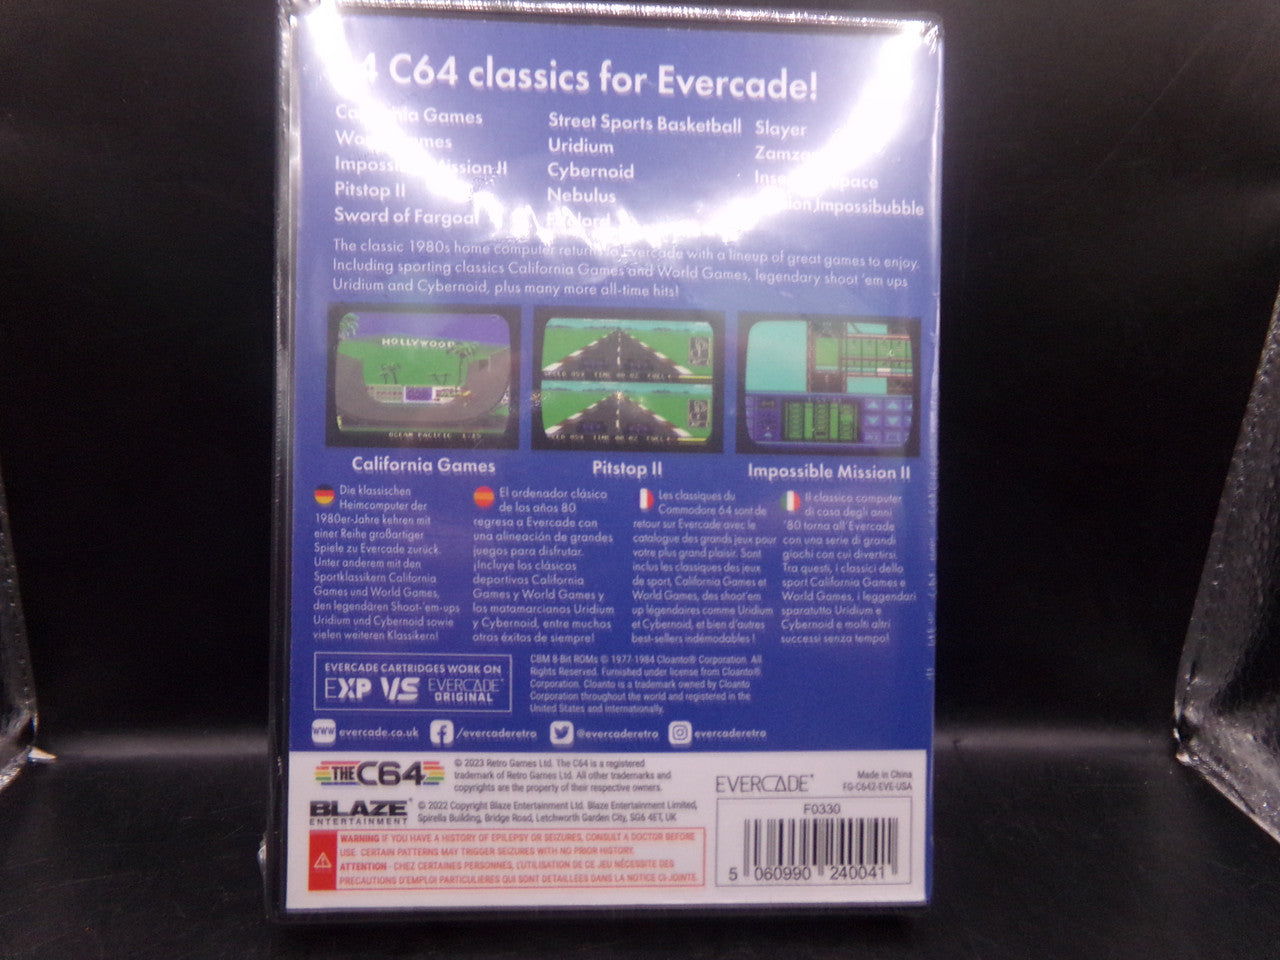 4 C64 classics for Evercade!
Games
Street Sports Basketball
Slayer
Uridium
Cybernoid
Pitstop II
Nebulus
Impossibubble
Sword of Fargoal
The classic 1980s home computer returns to Evercade with a lineup of great games to enjoy.
Including sporting classics California Games and World Games, legendary shoot 'em ups
Uridium and Cybernoid, plus many more all-time hits!
HOLLYWOOD
OCEAN PACIFIC 1:25
California Games
Pitstop II
Impossible Mission II
Die klassischen
Heimcomputer der
1980er-Jahre kehren mit
einer Reihe großartiger
Spiele zu Evercade zurück.
Unter anderem mit den
Sportklassikern California
Games und World Games,
den legendären Shoot-'em-ups
Uridium und Cybernoid sowie
vielen weiteren Klassikern!
El ordenador clásico
de los años 80
regresa a Evercade con
una alineación de grandes
juegos para disfrutar.
¡Incluye los clásicos
deportivos California
Games y World Games y
los matamarcianos Uridium
y Cybernoid, entre muchos
otros éxitos de siempre!
Les classiques du
Commodore 64 sont de
retour sur Evercade avec le
catalogue des grands jeux pour
votre plus grand plaisir. Sont
inclus les classiques des jeux
de sport, California Games et
World Games, des shoot'em
up légendaires comme Uridium
et Cybernoid, et bien d'autres
best-sellers indémodables !
Il classico computer
di casa degli anni
'80 torna all'Evercade
con una serie di grandi
giochi con cui divertirsi.
Tra questi, i classici dello
sport California Games e
World Games, i leggendari
sparatutto Uridium e
Cybernoid e molti altri
successi senza tempo!
EVERCADE CARTRIDGES WORK ON
EXP VS EVERCADE ORIGINAL
CBM 8-Bit ROMs © 1977-1984 Cloanto® Corporation. All
Rights Reserved. Furnished under license from Cloanto®
Corporation. Cloanto is a trademark owned by Cloanto
Corporation throughout the world and registered in the
United States and internationally.
www evercade.co.uk
/evercaderetro
@evercaderetro
evercaderetro
THEC64
© 2023 Retro Games Ltd. The C64 is a registered
trademark of Retro Games Ltd. All other trademarks and
copyrights are the property of their respective owners.
BLAZE
ENTERTAINMENT
© 2022 Copyright Blaze Entertainment Ltd. Blaze Entertainment Limited,
Spirella Building, Bridge Road, Letchworth Garden City, SG6 4ET, UK
WARNING IF YOU HAVE A HISTORY OF EPILEPSY OR SEIZURES, CONSULT A DOCTOR BEFORE
USE. CERTAIN PATTERNS MAY TRIGGER SEIZURES WITH NO PRIOR HISTORY.
ATTENTION - CHEZ CERTAINES PERSONNES, L'UTILISATION DE CE JEU NÉCESSITE DES
PRÉCAUTIONS D'EMPLOI PARTICULIÈRES QUI SONT DÉTAILLÉES DANS LA NOTICE CI-JOINTE.
EVERCADE
Made in China
FG-C642-EVE-USA
F0330
5 060990 240041